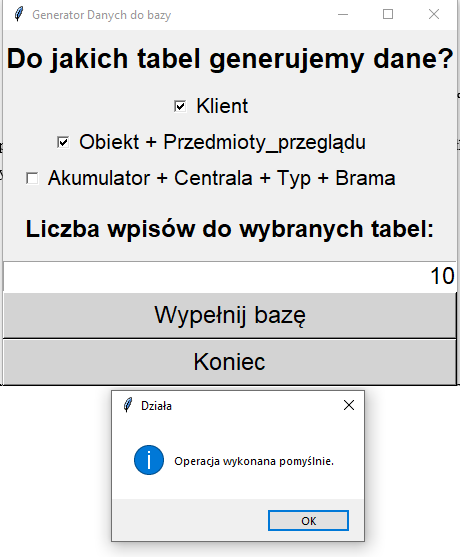 Generator Danych do bazy
Do jakich tabel generujemy dane?
Klient
Obiekt + Przedmioty_przeglądu
Akumulator + Centrala + Typ + Brama
Liczba wpisów do wybranych tabel:
10
Wypełnij bazę
Koniec
Działa
Operacja wykonana pomyślnie.
OK